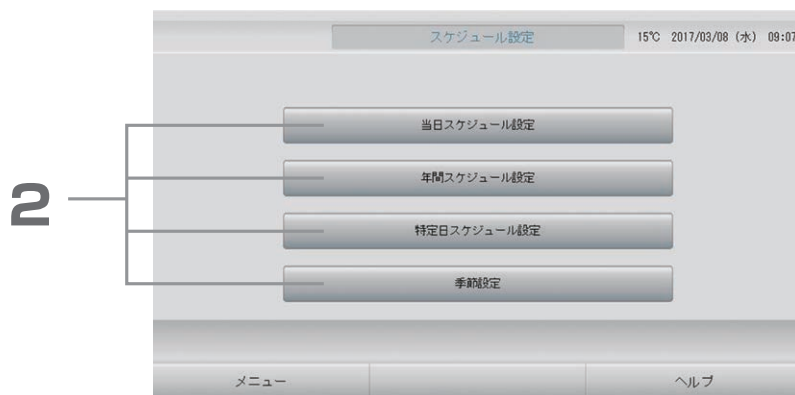 スケジュール設定 15℃ 2017/03/08 (水) 09:07
当日スケジュール設定
年間スケジュール設定
2
特定日スケジュール設定
季節設定
メニュー ヘルプ